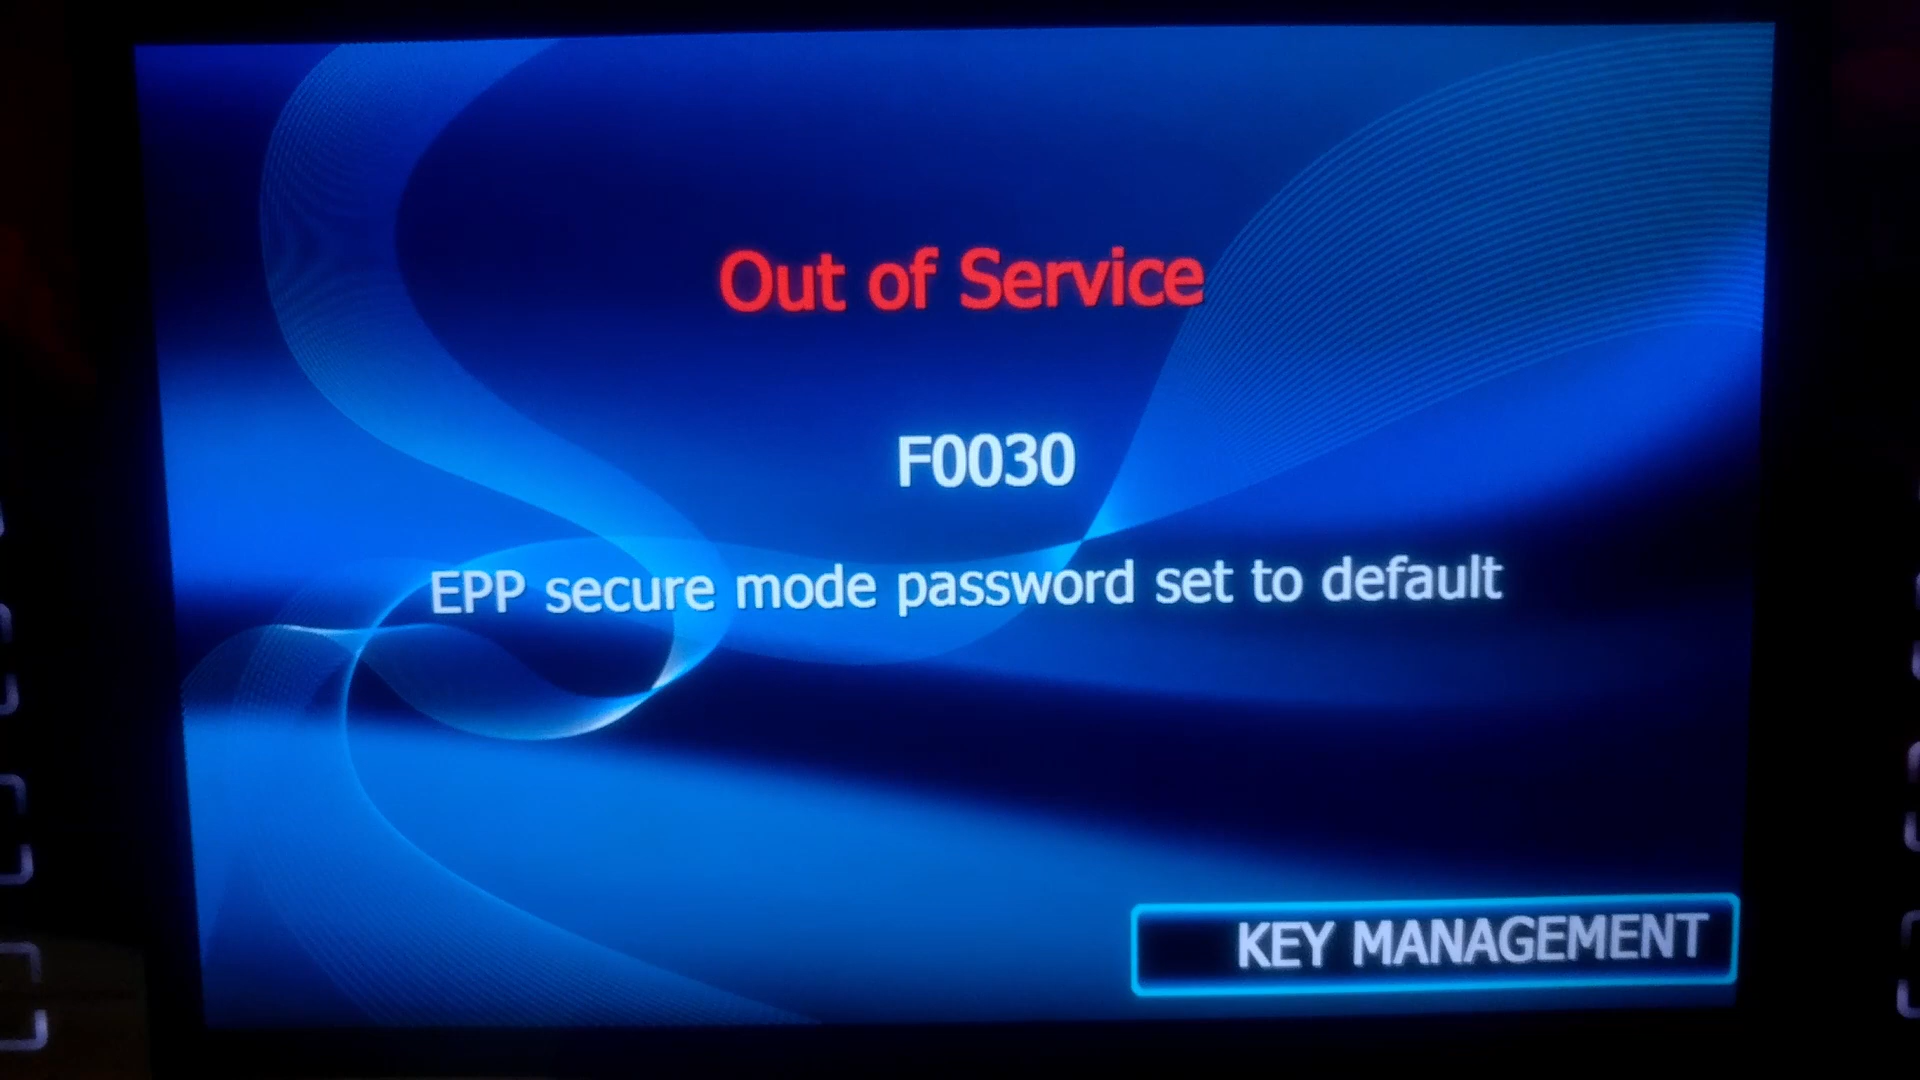 Out of Service
F0030
EPP secure mode password set to default
KEY MANAGEMENT